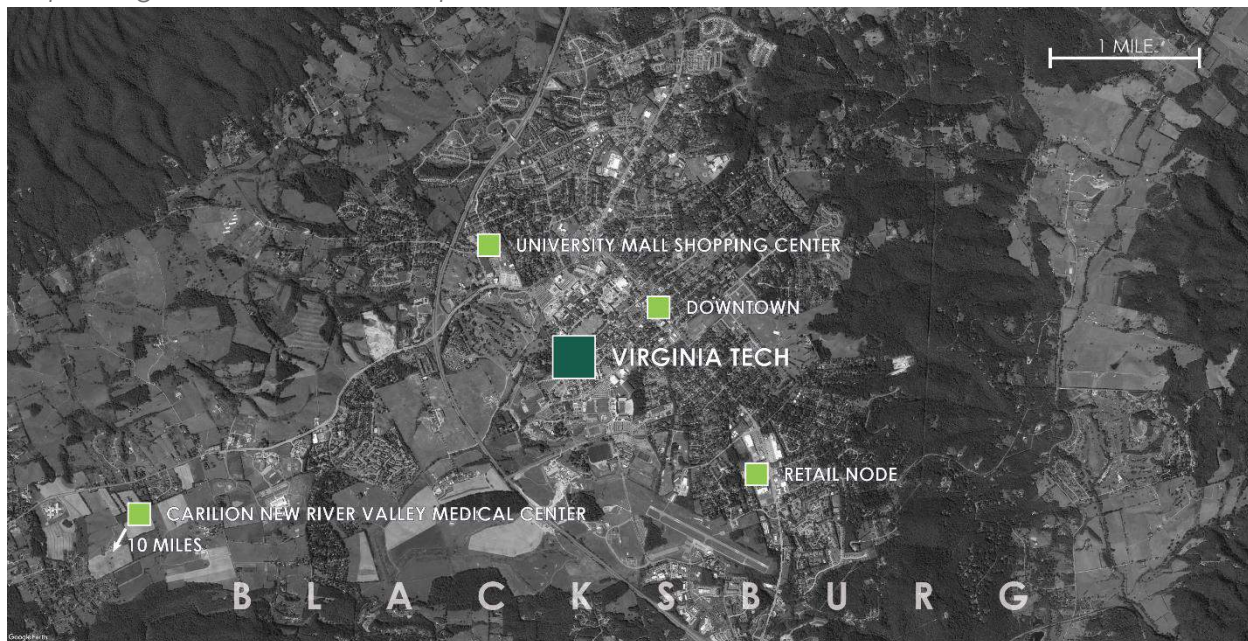 1 MILE
UNIVERSITY MALL SHOPPING CENTER
DOWNTOWN
VIRGINIA TECH
RETAIL NODE
CARILION NEW RIVER VALLEY MEDICAL CENTER
10 MILES
BLACKSBURG
Google Earth